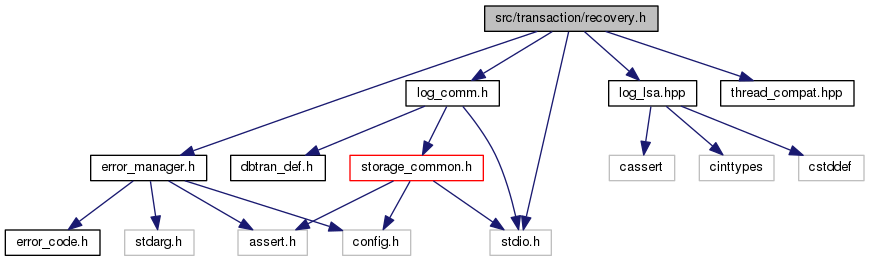 src/transaction/recovery.h
log_comm.h
log_lsa.hpp
thread_compat.hpp
error_manager.h
dbtran_def.h
storage_common.h
cassert
cinttypes
cstddef
error_code.h
stdarg.h
assert.h
config.h
stdio.h